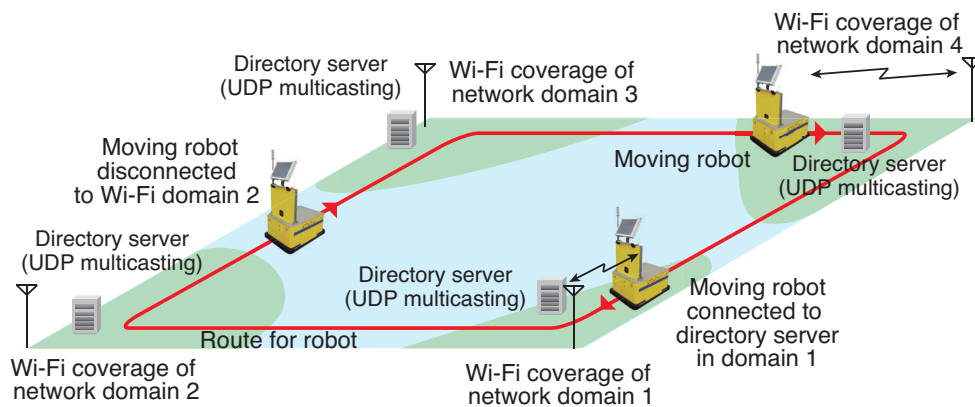 Directory server
(UDP multicasting)
Wi-Fi coverage of
network domain 3
Wi-Fi coverage of
network domain 4
Moving robot
disconnected
to Wi-Fi domain 2
Moving robot
Directory server
(UDP multicasting)
Directory server
(UDP multicasting)
Directory server
(UDP multicasting)
Moving robot
connected to
directory server
in domain 1
Route for robot
Wi-Fi coverage of
network domain 2
Wi-Fi coverage of
network domain 1